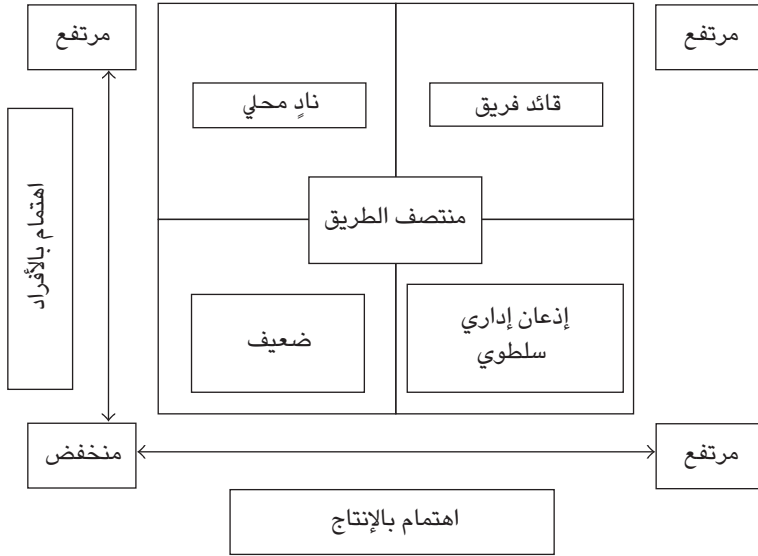 مرتفع
مرتفع
قائد فريق
نادٍ محلي
منتصف الطريق
اهتمام بالأفراد
إذعان إداري
سلطوي
ضعيف
مرتفع
منخفض
اهتمام بالإنتاج